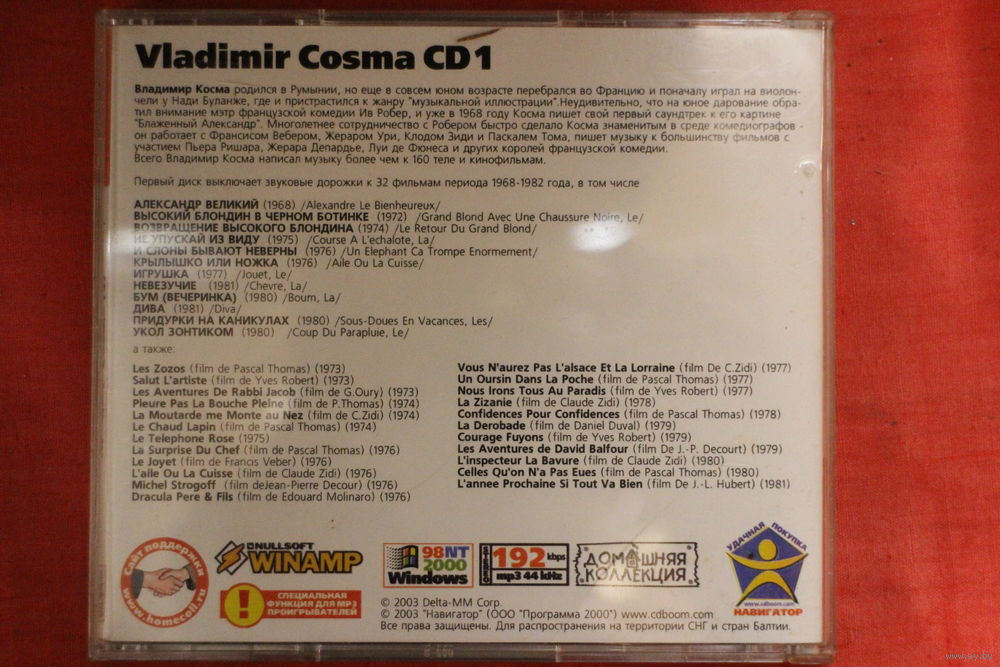 Vladimir Cosma CD1
Владимир Косма родился в Румынии, но еще в совсем юном возрасте перебрался во Францию и поначалу играл на виолон-
чели у Нади Буланже, где и пристрастился к жанру "музыкальной иллюстрации".Неудивительно, что на юное дарование обра-
тил внимание мэтр французской комедии Ив Робер, и уже в 1968 году Косма пишет свой первый саундтрек к его картине
"Блаженный Александр". Многолетнее сотрудничество с Робером быстро сделало Косма знаменитым в среде комедиографов -
он работает с Франсисом Вебером, Жераром Ури, Клодом Зиди и Паскалем Тома, пишет музыку к большинству фильмов с
участием Пьера Ришара, Жерара Депардье, Луи де Фюнеса и других королей французской комедии.
Всего Владимир Косма написал музыку более чем к 160 теле и кинофильмам.
Первый диск выключает звуковые дорожки к 32 фильмам периода 1968-1982 года, в том числе
АЛЕКСАНДР ВЕЛИКИЙ (1968) /Alexandre Le Bienheureux/
ВЫСОКИЙ БЛОНДИН В ЧЕРНОМ БОТИНКЕ (1972) /Grand Blond Avec Une Chaussure Noire, Le/
ВОЗВРАЩЕНИЕ ВЫСОКОГО БЛОНДИНА (1974) /Le Retour Du Grand Blond/
НЕ УПУСКАЙ ИЗ ВИДУ (1975) /Course A L'echalote, La/
И СЛОНЫ БЫВАЮТ НЕВЕРНЫ (1976) /Un Elephant Ca Trompe Enormement/
КРЫЛЫШКО ИЛИ НОЖКА (1976) /Aile Ou La Cuisse/
ИГРУШКА (1977) /Jouet, Le/
НЕВЕЗУЧИЕ (1981) /Chevre, La/
БУМ (ВЕЧЕРИНКА) (1980) /Boum, La/
ДИВА (1981) /Diva/
ПРИДУРКИ НА КАНИКУЛАХ (1980) /Sous-Doues En Vacances, Les/
УКОЛ ЗОНТИКОМ (1980) /Coup Du Parapluie, Le/
а также:
Les Zozos (film de Pascal Thomas) (1973)
Salut L'artiste (film de Yves Robert) (1973)
Les Aventures De Rabbi Jacob (film de G.Oury) (1973)
Pleure Pas La Bouche Pleine (film de P.Thomas) (1974)
La Moutarde me Monte au Nez (film de C.Zidi) (1974)
Le Chaud Lapin (film de Pascal Thomas) (1974)
Le Telephone Rose (1975)
La Surprise Du Chef (film de Pascal Thomas) (1976)
Le Joyet (film de Francis Veber) (1976)
L'aile Ou La Cuisse (film de Claude Zidi) (1976)
Michel Strogoff (film deJean-Pierre Decour) (1976)
Dracula Pere & Fils (film de Edouard Molinaro) (1976)
Vous N'aurez Pas L'alsace Et La Lorraine (film De C.Zidi) (1977)
Un Oursin Dans La Poche (film de Pascal Thomas) (1977)
Nous Irons Tous Au Paradis (film de Yves Robert) (1977)
La Zizanie (film de Claude Zidi) (1978)
Confidences Pour Confidences (film de Pascal Thomas) (1978)
La Derobade (film de Daniel Duval) (1979)
Courage Fuyons (film de Yves Robert) (1979)
Les Aventures de David Balfour (film De J.-P. Decourt) (1979)
L'inspecteur La Bavure (film de Claude Zidi) (1980)
Celles Qu'on N'a Pas Eues (film de Pascal Thomas) (1980)
L'annee Prochaine Si Tout Va Bien (film De J.-L. Hubert) (1981)
сайт поддержки
www.homecoll.ru
NULLSOFT
WINAMP
СПЕЦИАЛЬНАЯ
ФУНКЦИЯ ДЛЯ MP3
ПРОИГРЫВАТЕЛЕЙ
98NT
2000
Windows
STEREO
192 kbps
mp3 44 kHz
ДОМАШНЯЯ
КОЛЛЕКЦИЯ
УДАЧНАЯ ПОКУПКА
www.cdboom.com
НАВИГАТОР
© 2003 Delta-MM Corp.
© 2003 "Навигатор" (ООО "Программа 2000") www.cdboom.com
Все права защищены. Для распространения на территории СНГ и стран Балтии.
www.ay.by